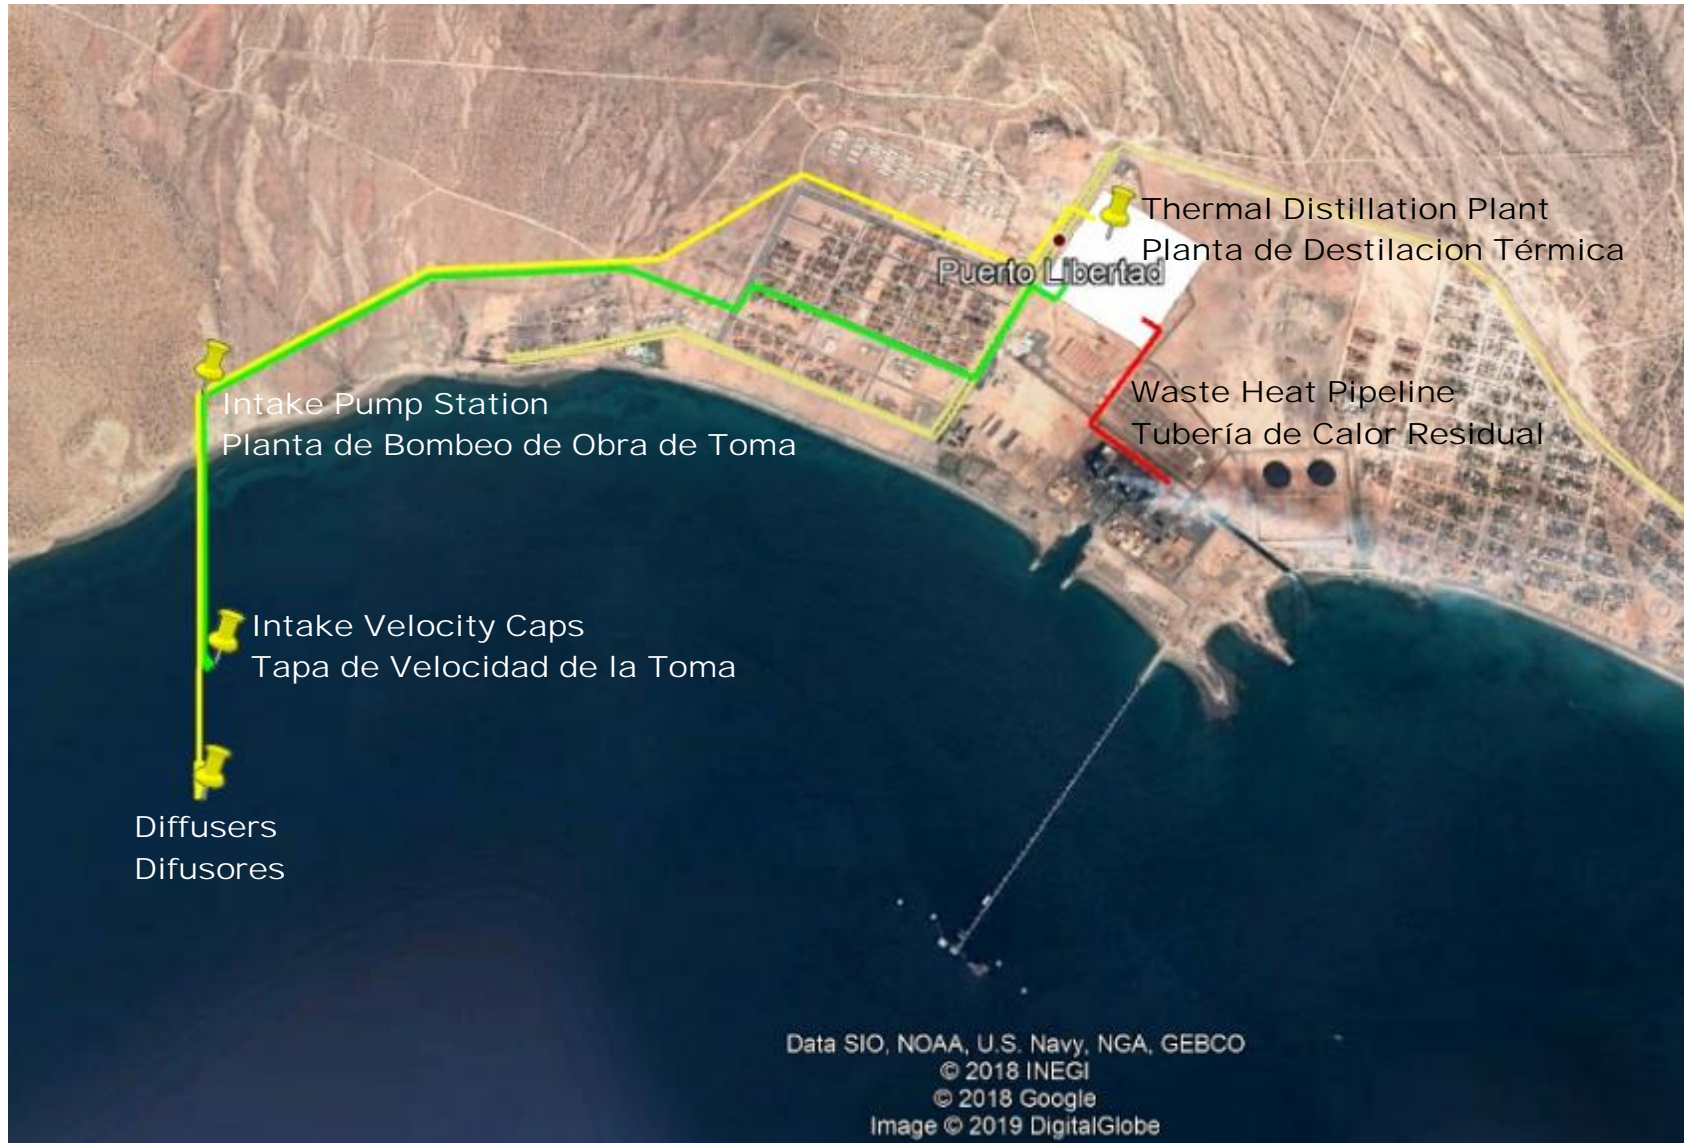 Thermal Distillation Plant
Planta de Destilacion Térmica
Puerto Libertad
Waste Heat Pipeline
Tubería de Calor Residual
Intake Pump Station
Planta de Bombeo de Obra de Toma
Intake Velocity Caps
Tapa de Velocidad de la Toma
Diffusers
Difusores
Data SIO, NOAA, U.S. Navy, NGA, GEBCO
© 2018 INEGI
© 2018 Google
Image © 2019 DigitalGlobe